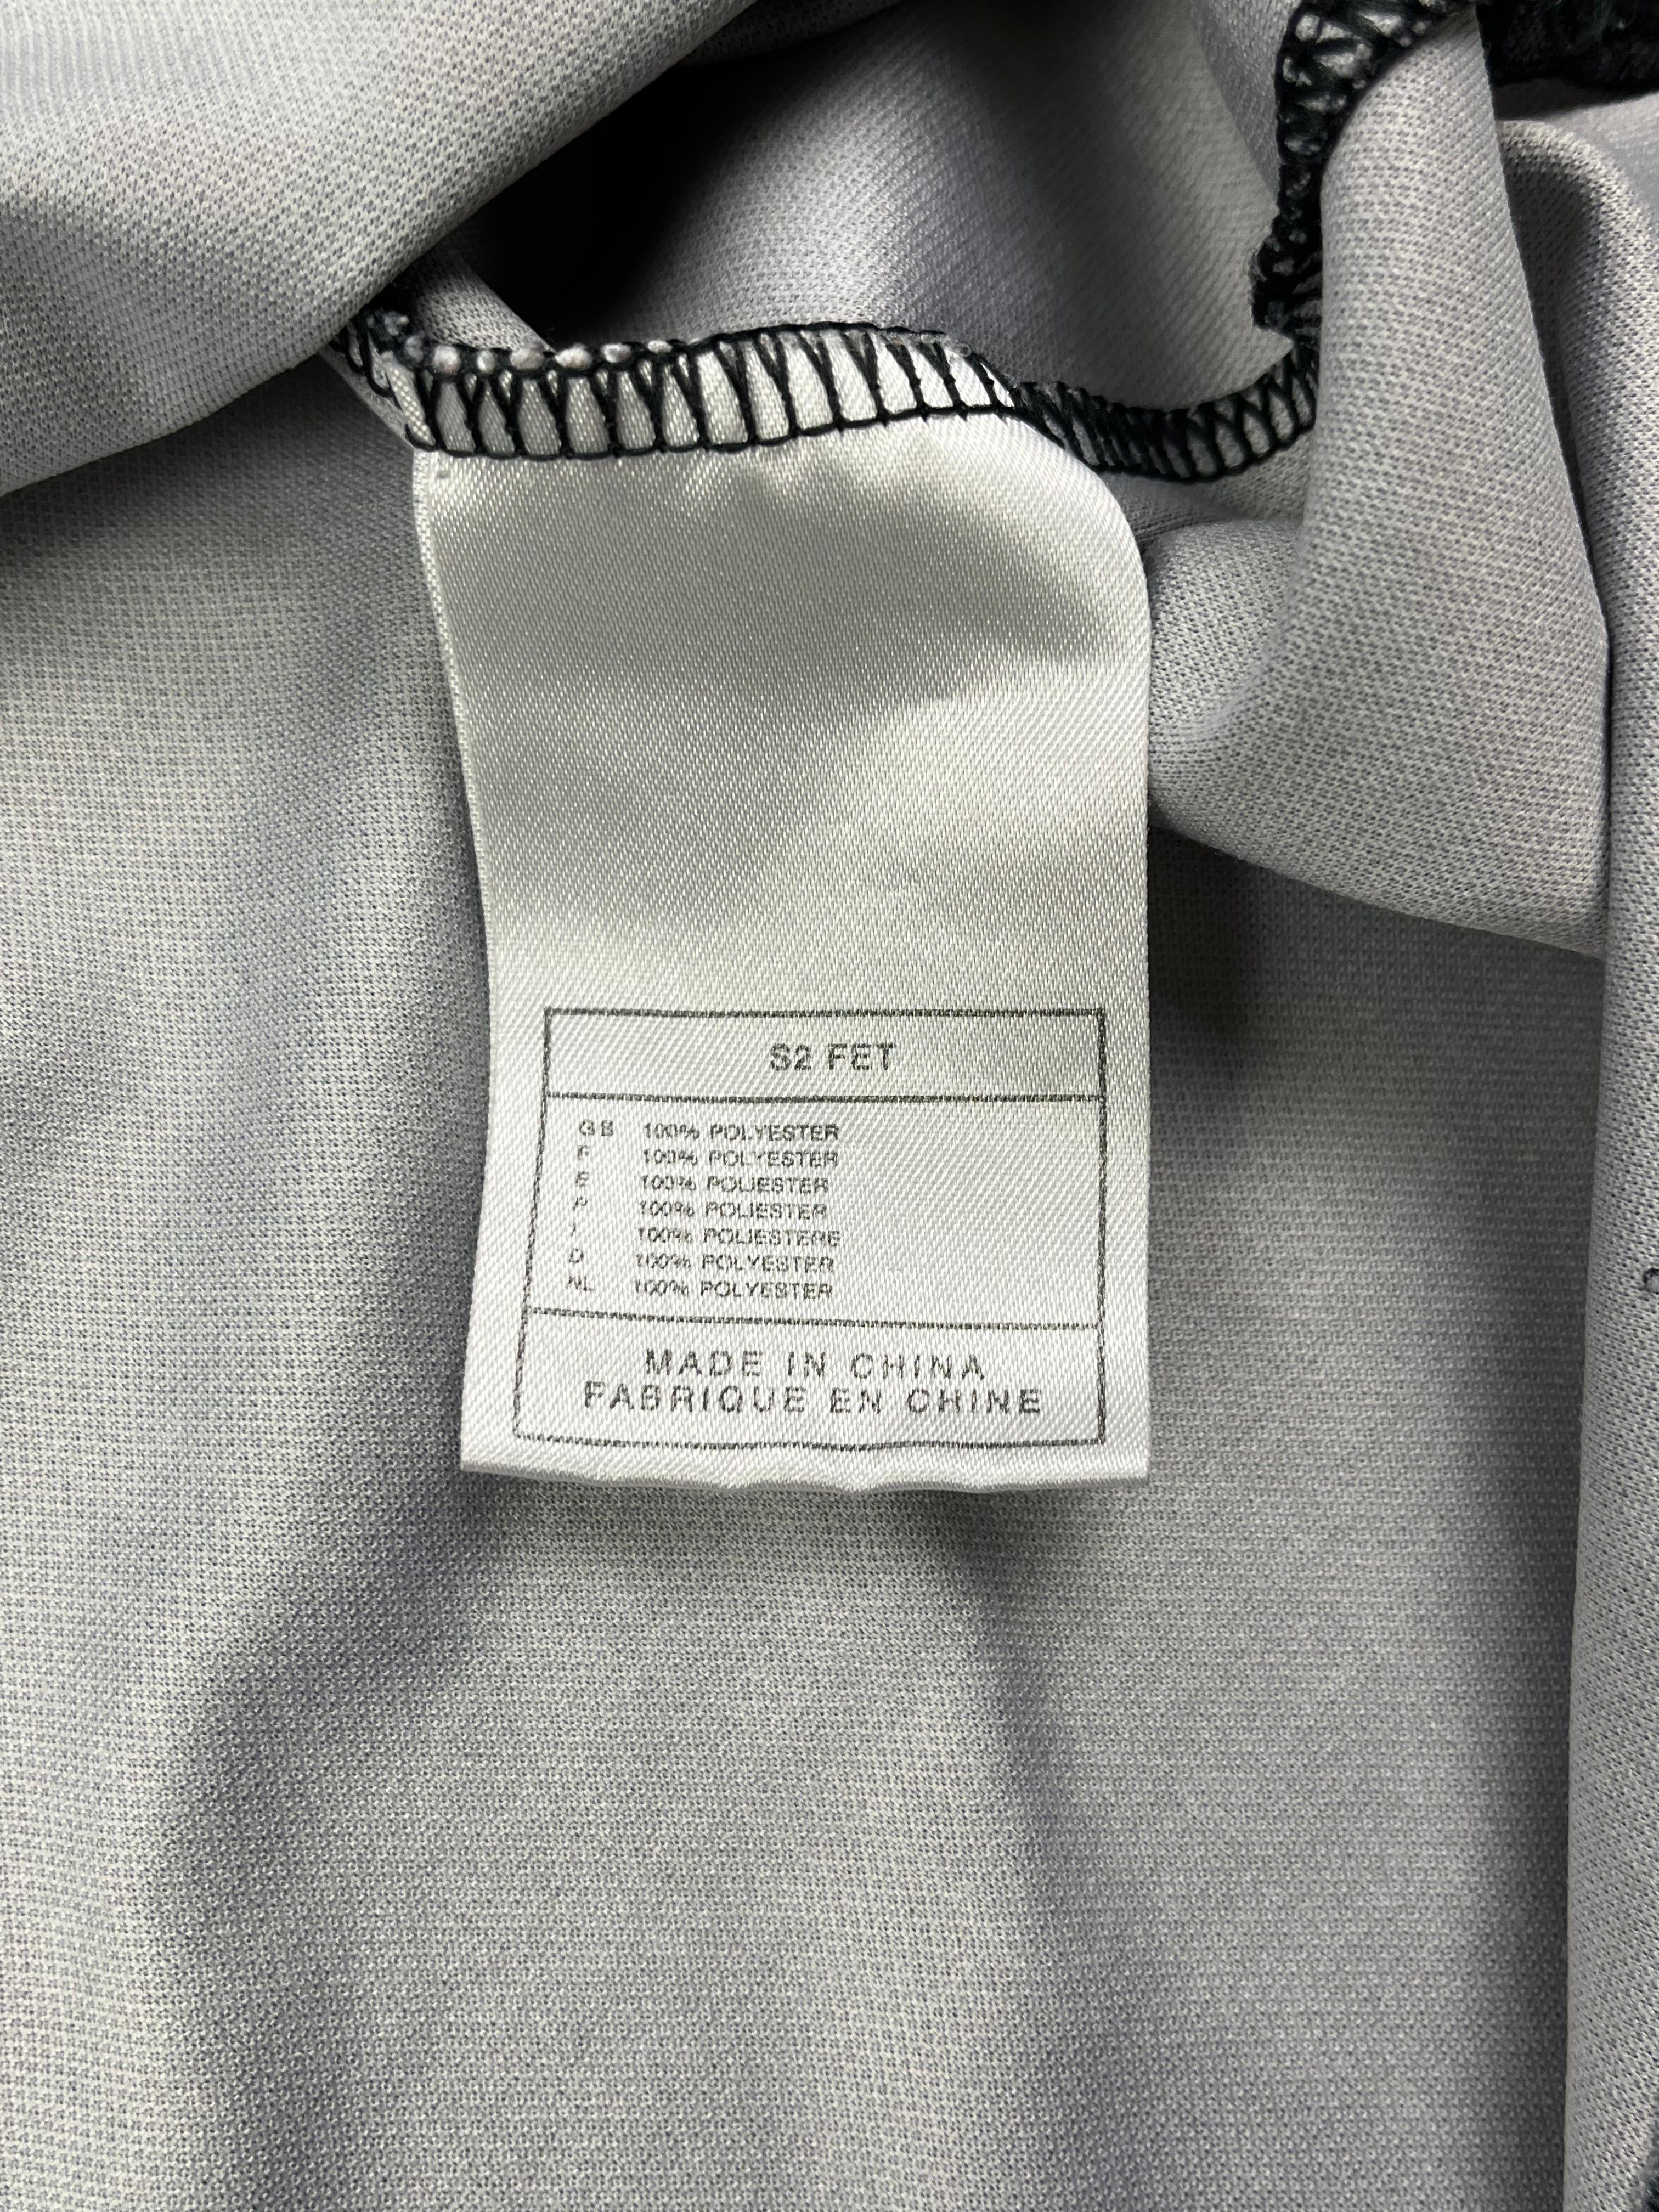 S2 FET
GB 100% POLYESTER
F 100% POLYESTER
E 100% POLIESTER
P 100% POLIESTER
I 100% POLIESTERE
D 100% POLYESTER
NL 100% POLYESTER
MADE IN CHINA
FABRIQUE EN CHINE